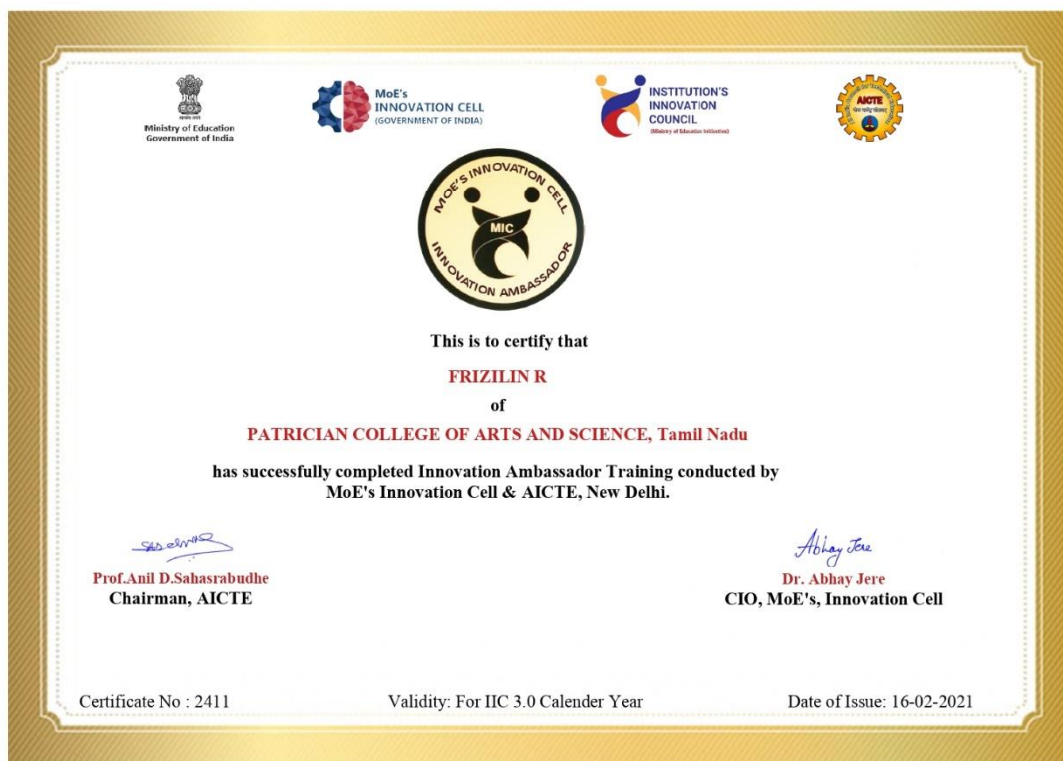 Ministry of Education
Government of India
MoE's
INNOVATION CELL
(GOVERNMENT OF INDIA)
INSTITUTION'S
INNOVATION
COUNCIL
(Ministry of Education Initiative)
AICTE
MOE'S INNOVATION CELL
MIC
INNOVATION AMBASSADOR
This is to certify that
FRIZILIN R
of
PATRICIAN COLLEGE OF ARTS AND SCIENCE, Tamil Nadu
has successfully completed Innovation Ambassador Training conducted by
MoE's Innovation Cell & AICTE, New Delhi.
Abhay Jere
Prof.Anil D.Sahasrabudhe
Dr. Abhay Jere
Chairman, AICTE
CIO, MoE's, Innovation Cell
Certificate No : 2411
Validity: For IIC 3.0 Calender Year
Date of Issue: 16-02-2021